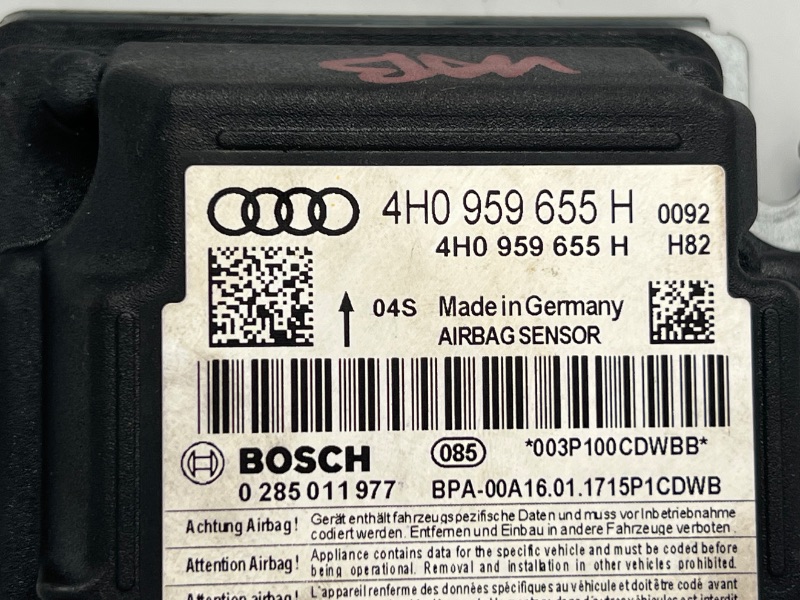 4H0 959 655 H 0092
4H0 959 655 H H82
04S Made in Germany
AIRBAG SENSOR
BOSCH 085 *003P100CDWBB*
0 285 011 977 BPA-00A16.01.1715P1CDWB
Achtung Airbag! Gerät enthält fahrzeugspezifische Daten und muss vor Inbetriebnahme
codiert werden. Entfernen und Einbau in andere Fahrzeuge verboten.
Attention Airbag! Appliance contains data for the specific vehicle and must be coded before
being operational. Removal and installation in other vehicles prohibited.
Attention airbag! L'appareil renferme des données spécifiques au véhicule et doit être codé avant